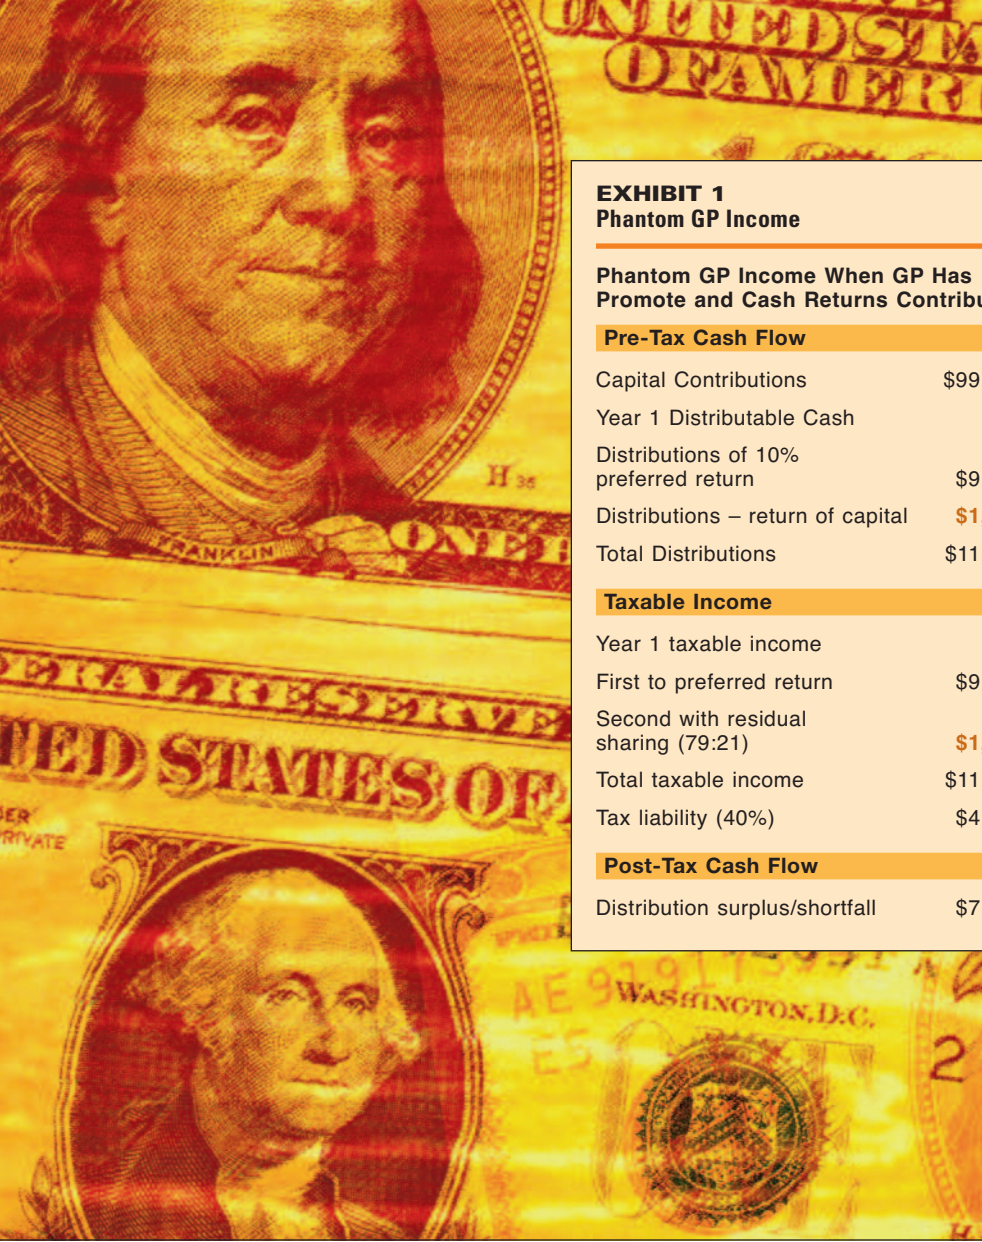 UNITED STA
OF AMERI
H 35
FRANKLIN
ONE H
ERAL RESERVE
TED STATES OF
RIVATE
WASHINGTON, D.C.
2
EXHIBIT 1
Phantom GP Income
Phantom GP Income When GP Has
Promote and Cash Returns Contribu
Pre-Tax Cash Flow
Capital Contributions $99
Year 1 Distributable Cash
Distributions of 10%
preferred return $9
Distributions – return of capital $1
Total Distributions $11
Taxable Income
Year 1 taxable income
First to preferred return $9
Second with residual
sharing (79:21) $1
Total taxable income $11
Tax liability (40%) $4
Post-Tax Cash Flow
Distribution surplus/shortfall $7